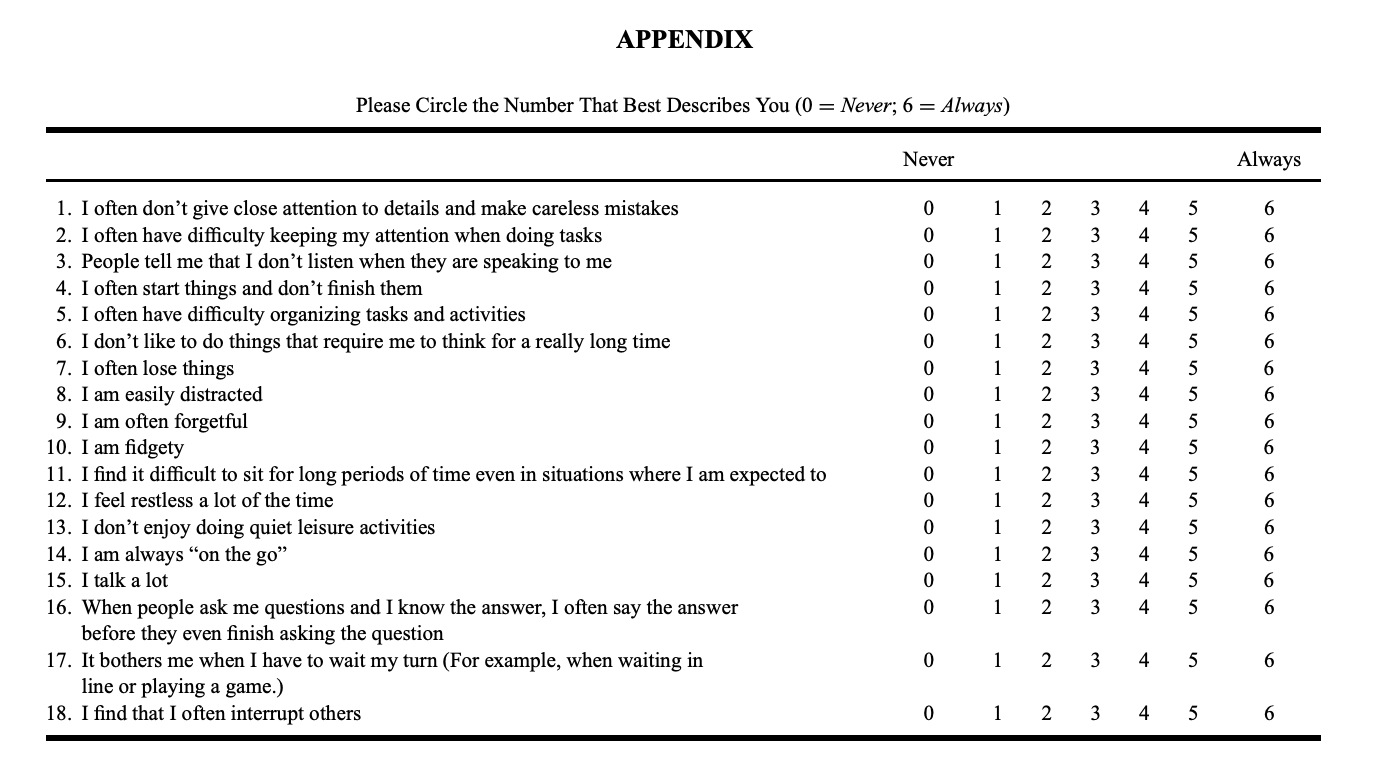 APPENDIX
Please Circle the Number That Best Describes You (0 = Never; 6 = Always)
Never Always
1. I often don’t give close attention to details and make careless mistakes 0 1 2 3 4 5 6
2. I often have difficulty keeping my attention when doing tasks 0 1 2 3 4 5 6
3. People tell me that I don’t listen when they are speaking to me 0 1 2 3 4 5 6
4. I often start things and don’t finish them 0 1 2 3 4 5 6
5. I often have difficulty organizing tasks and activities 0 1 2 3 4 5 6
6. I don’t like to do things that require me to think for a really long time 0 1 2 3 4 5 6
7. I often lose things 0 1 2 3 4 5 6
8. I am easily distracted 0 1 2 3 4 5 6
9. I am often forgetful 0 1 2 3 4 5 6
10. I am fidgety 0 1 2 3 4 5 6
11. I find it difficult to sit for long periods of time even in situations where I am expected to 0 1 2 3 4 5 6
12. I feel restless a lot of the time 0 1 2 3 4 5 6
13. I don’t enjoy doing quiet leisure activities 0 1 2 3 4 5 6
14. I am always “on the go” 0 1 2 3 4 5 6
15. I talk a lot 0 1 2 3 4 5 6
16. When people ask me questions and I know the answer, I often say the answer 0 1 2 3 4 5 6
before they even finish asking the question
17. It bothers me when I have to wait my turn (For example, when waiting in 0 1 2 3 4 5 6
line or playing a game.)
18. I find that I often interrupt others 0 1 2 3 4 5 6